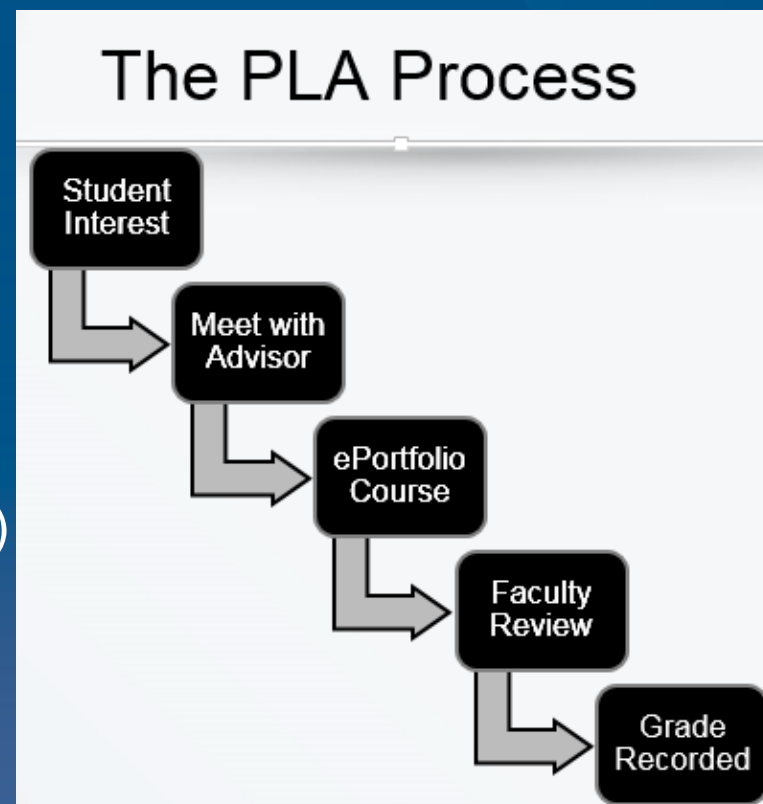 The PLA Process
Student
Interest
Meet with
Advisor
ePortfolio
Course
)
Faculty
Review
Grade
Recorded